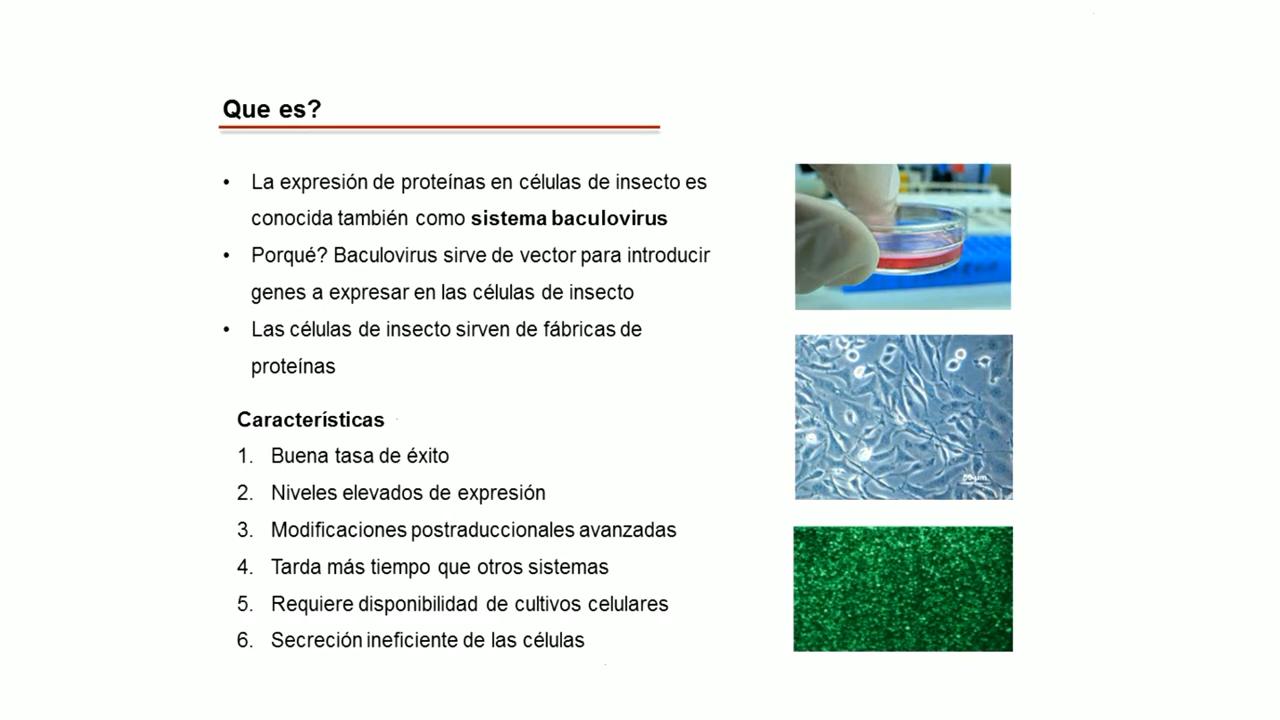 Que es?
• La expresión de proteínas en células de insecto es
conocida también como sistema baculovirus
• Porqué? Baculovirus sirve de vector para introducir
genes a expresar en las células de insecto
• Las células de insecto sirven de fábricas de
proteínas
Características
1. Buena tasa de éxito
2. Niveles elevados de expresión
3. Modificaciones postraduccionales avanzadas
4. Tarda más tiempo que otros sistemas
5. Requiere disponibilidad de cultivos celulares
6. Secreción ineficiente de las células